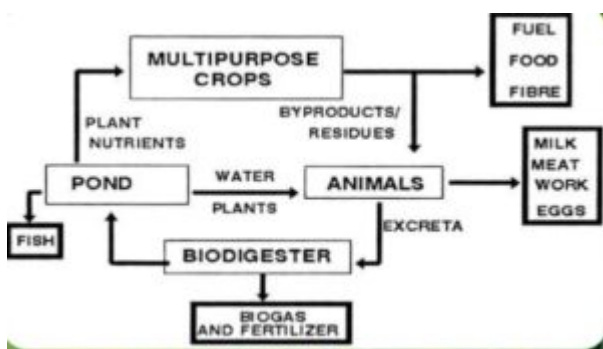 MULTIPURPOSE
CROPS
FUEL
FOOD
FIBRE
PLANT
NUTRIENTS
BYPRODUCTS/
RESIDUES
MILK
MEAT
WORK
EGGS
POND
WATER
PLANTS
ANIMALS
FISH
EXCRETA
BIODIGESTER
BIOGAS
AND FERTILIZER